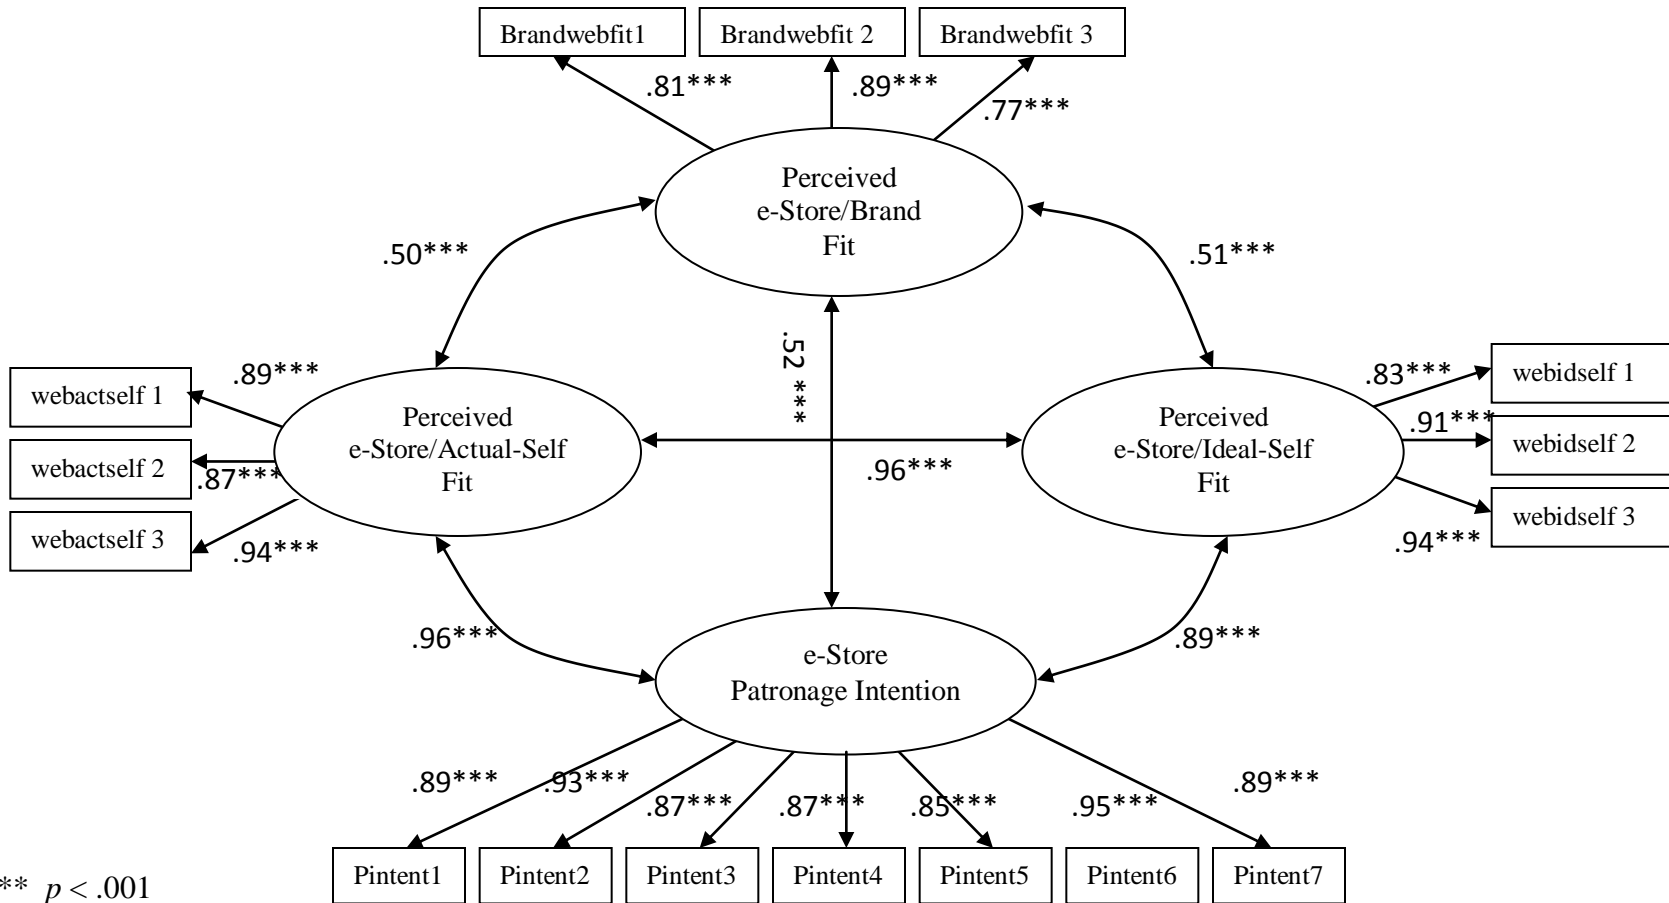 Brandwebfit1
Brandwebfit 2
Brandwebfit 3
.81***
.89***
.77***
Perceived
e-Store/Brand
Fit
.50***
.51***
.52 ****
webactself 1
webactself 2
webactself 3
.89***
.87***
.94***
Perceived
e-Store/Actual-Self
Fit
.96***
Perceived
e-Store/Ideal-Self
Fit
.83***
.91***
.94***
webidself 1
webidself 2
webidself 3
.96***
.89***
e-Store
Patronage Intention
.89***
.93***
.87***
.87***
.85***
.95***
.89***
Pintent1
Pintent2
Pintent3
Pintent4
Pintent5
Pintent6
Pintent7
** p < .001